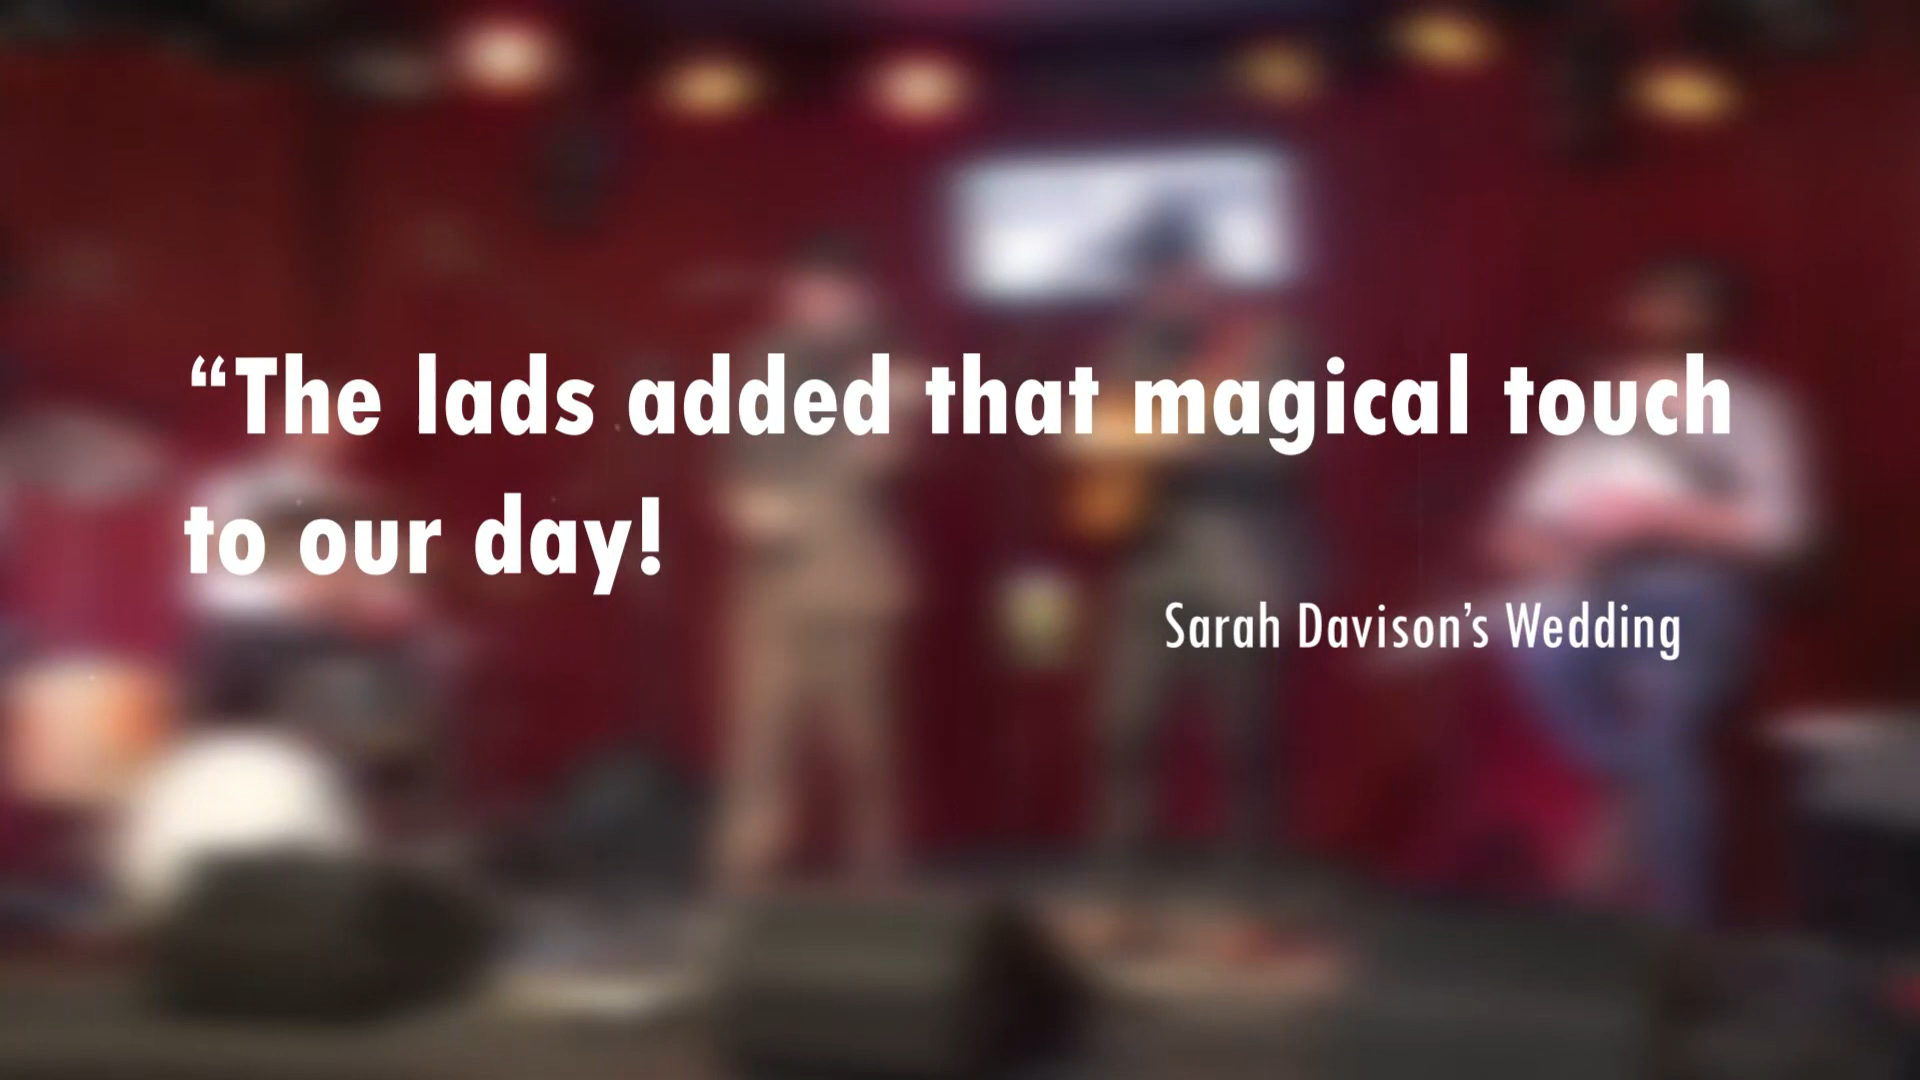 “The lads added that magical touch
to our day!
Sarah Davison’s Wedding